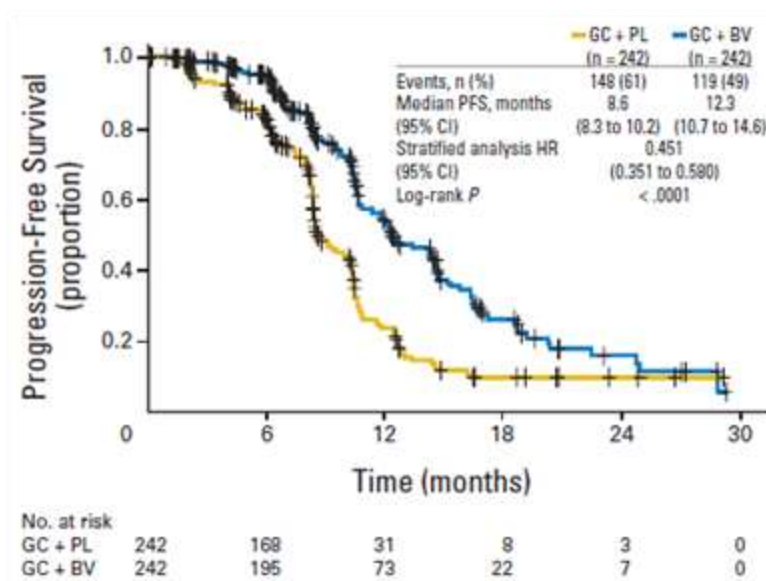 GC + PL GC + BV
(n = 242) (n = 242)
Events, n (%) 148 (61) 119 (49)
Median PFS, months 8.6 12.3
(95% CI) (8.3 to 10.2) (10.7 to 14.6)
Stratified analysis HR 0.451
(95% CI) (0.351 to 0.580)
Log-rank P < .0001
Progression-Free Survival
(proportion)
1.0
0.8
0.6
0.4
0.2
0 6 12 18 24 30
Time (months)
No. at risk
GC + PL 242 168 31 8 3 0
GC + BV 242 195 73 22 7 0